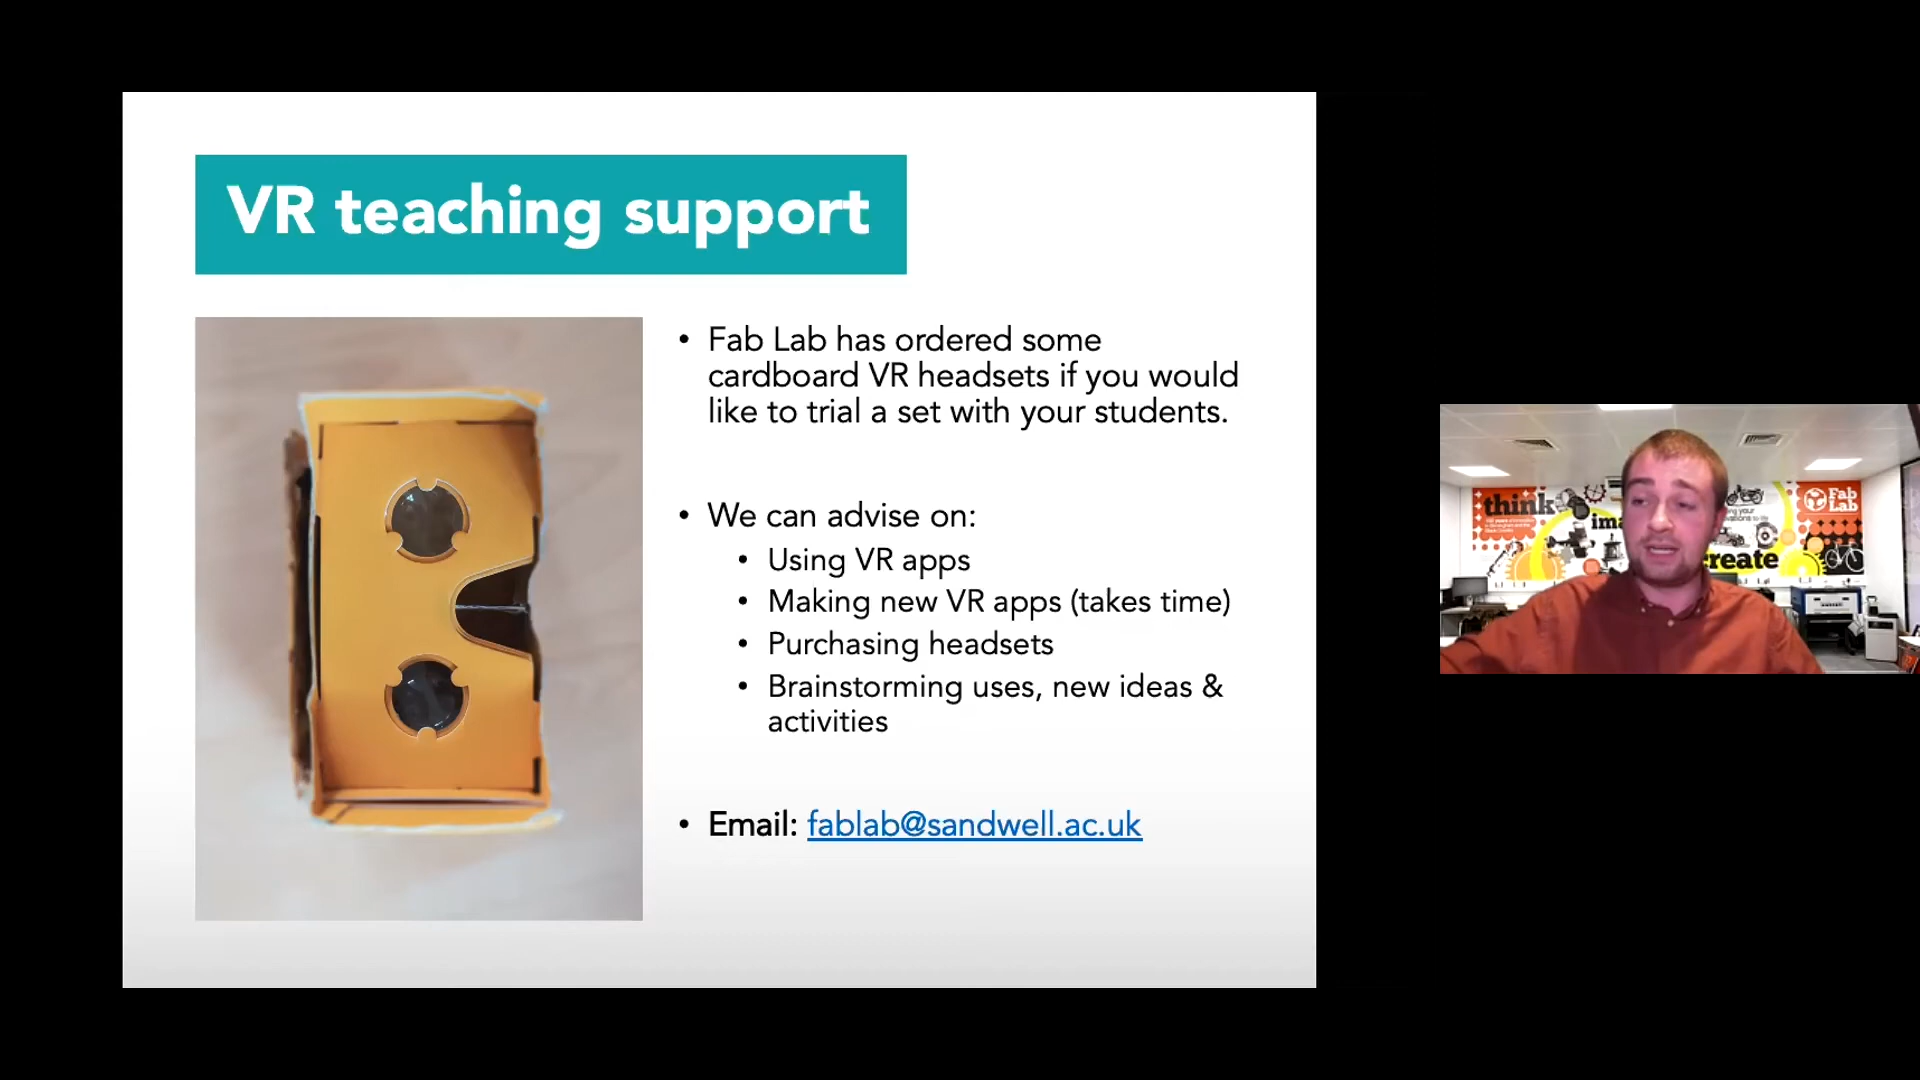 VR teaching support
• Fab Lab has ordered some
cardboard VR headsets if you would
like to trial a set with your students.
• We can advise on:
• Using VR apps
• Making new VR apps (takes time)
• Purchasing headsets
• Brainstorming uses, new ideas &
activities
• Email: fablab@sandwell.ac.uk
think
Fab
Lab
create